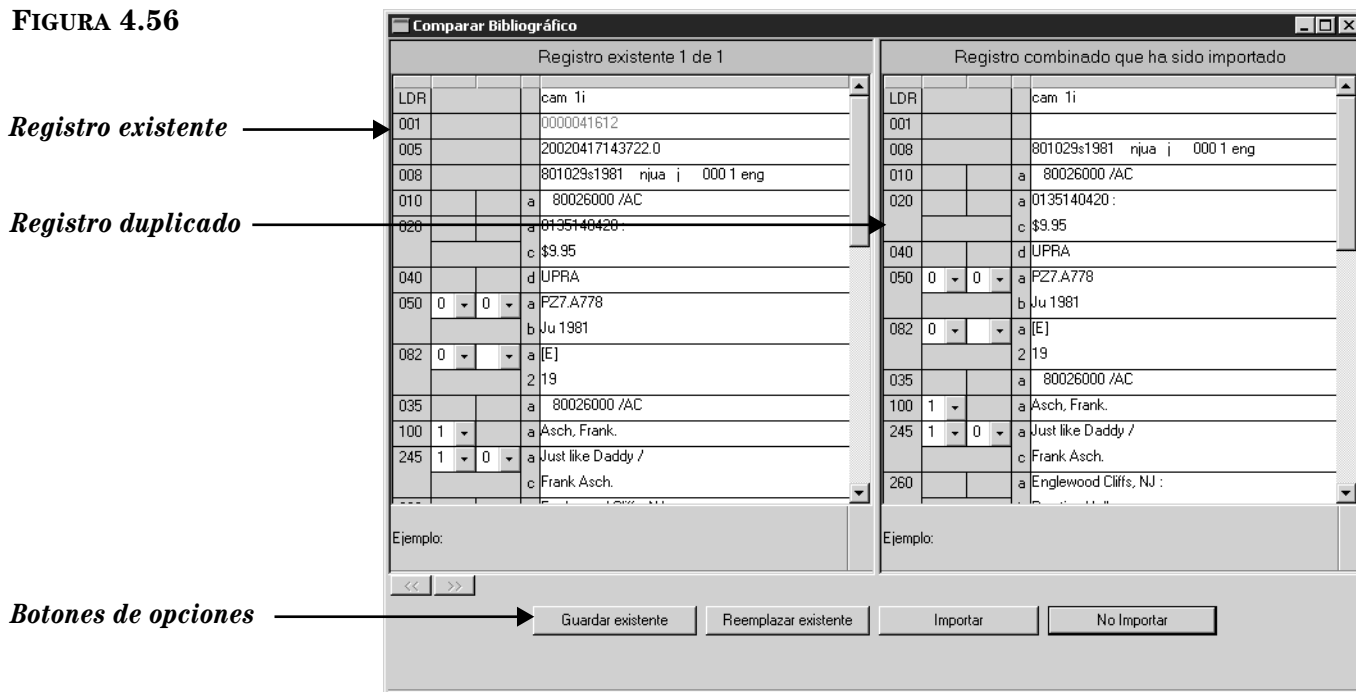 FIGURA 4.56
Comparar Bibliográfico
Registro existente 1 de 1
LDR cam 1i
001 0000041612
005 20020417143722.0
008 801029s1981 njua j 000 1 eng
010 a 80026000 /AC
020 a 0135140420 :
c $9.95
040 d UPRA
050 0 0 a PZ7.A778
b Ju 1981
082 0 a [E]
2 19
035 a 80026000 /AC
100 1 a Asch, Frank.
245 1 0 a Just like Daddy /
c Frank Asch.
Ejemplo:
<< >>
Registro combinado que ha sido importado
LDR cam 1i
001
008 801029s1981 njua j 000 1 eng
010 a 80026000 /AC
020 a 0135140420 :
c $9.95
040 d UPRA
050 0 0 a PZ7.A778
b Ju 1981
082 0 a [E]
2 19
035 a 80026000 /AC
100 1 a Asch, Frank.
245 1 0 a Just like Daddy /
c Frank Asch.
260 a Englewood Cliffs, NJ :
Ejemplo:
Guardar existente Reemplazar existente Importar No Importar
Registro existente
Registro duplicado
Botones de opciones